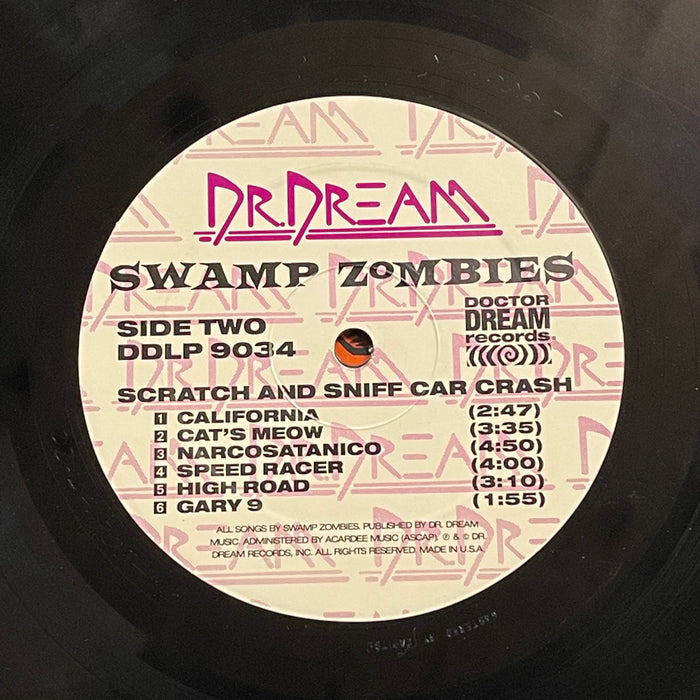 DR. DREAM
SWAMP ZOMBIES
SIDE TWO
DDLP 9034
DOCTOR
DREAM
records.
SCRATCH AND SNIFF CAR CRASH
1 CALIFORNIA (2:47)
2 CAT'S MEOW (3:35)
3 NARCOSATANICO (4:50)
4 SPEED RACER (4:00)
5 HIGH ROAD (3:10)
6 GARY 9 (1:55)
ALL SONGS BY SWAMP ZOMBIES. PUBLISHED BY DR. DREAM
MUSIC. ADMINISTERED BY ACARDEE MUSIC (ASCAP). ℗ & © DR.
DREAM RECORDS, INC. ALL RIGHTS RESERVED. MADE IN U.S.A.
MASTERED BY CAPITOL